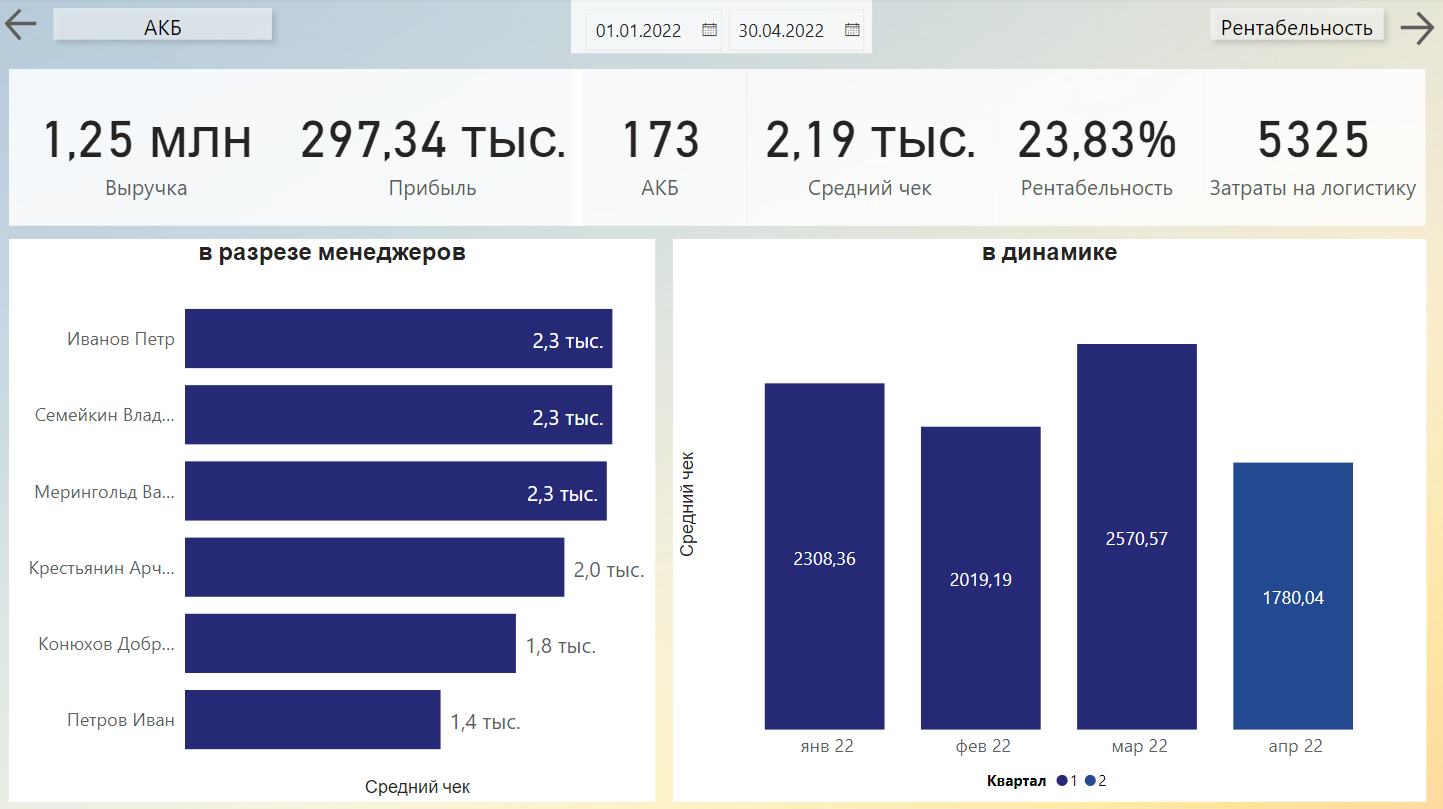 АКБ
01.01.2022
30.04.2022
Рентабельность
1,25 млн
Выручка
297,34 тыс.
Прибыль
173
АКБ
2,19 тыс.
Средний чек
23,83%
Рентабельность
5325
Затраты на логистику
в разрезе менеджеров
Иванов Петр
2,3 тыс.
Семейкин Влад...
2,3 тыс.
Мерингольд Ва...
2,3 тыс.
Крестьянин Арч...
2,0 тыс.
Конюхов Добр...
1,8 тыс.
Петров Иван
1,4 тыс.
Средний чек
в динамике
Средний чек
2308,36
2019,19
2570,57
1780,04
янв 22
фев 22
мар 22
апр 22
Квартал 1 2